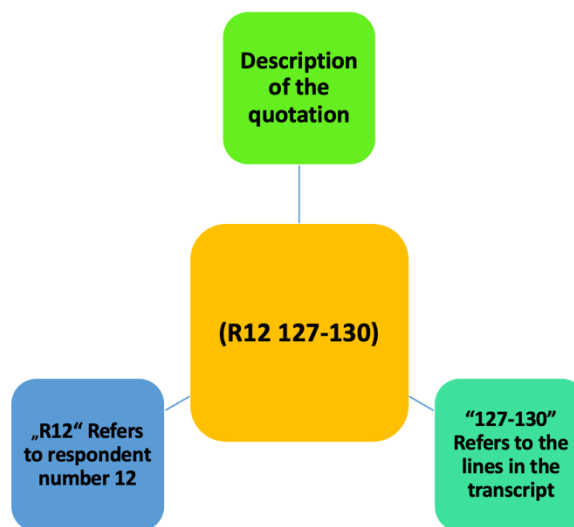 Description
of the
quotation
(R12 127-130)
„R12“ Refers
to respondent
number 12
“127-130”
Refers to the
lines in the
transcript